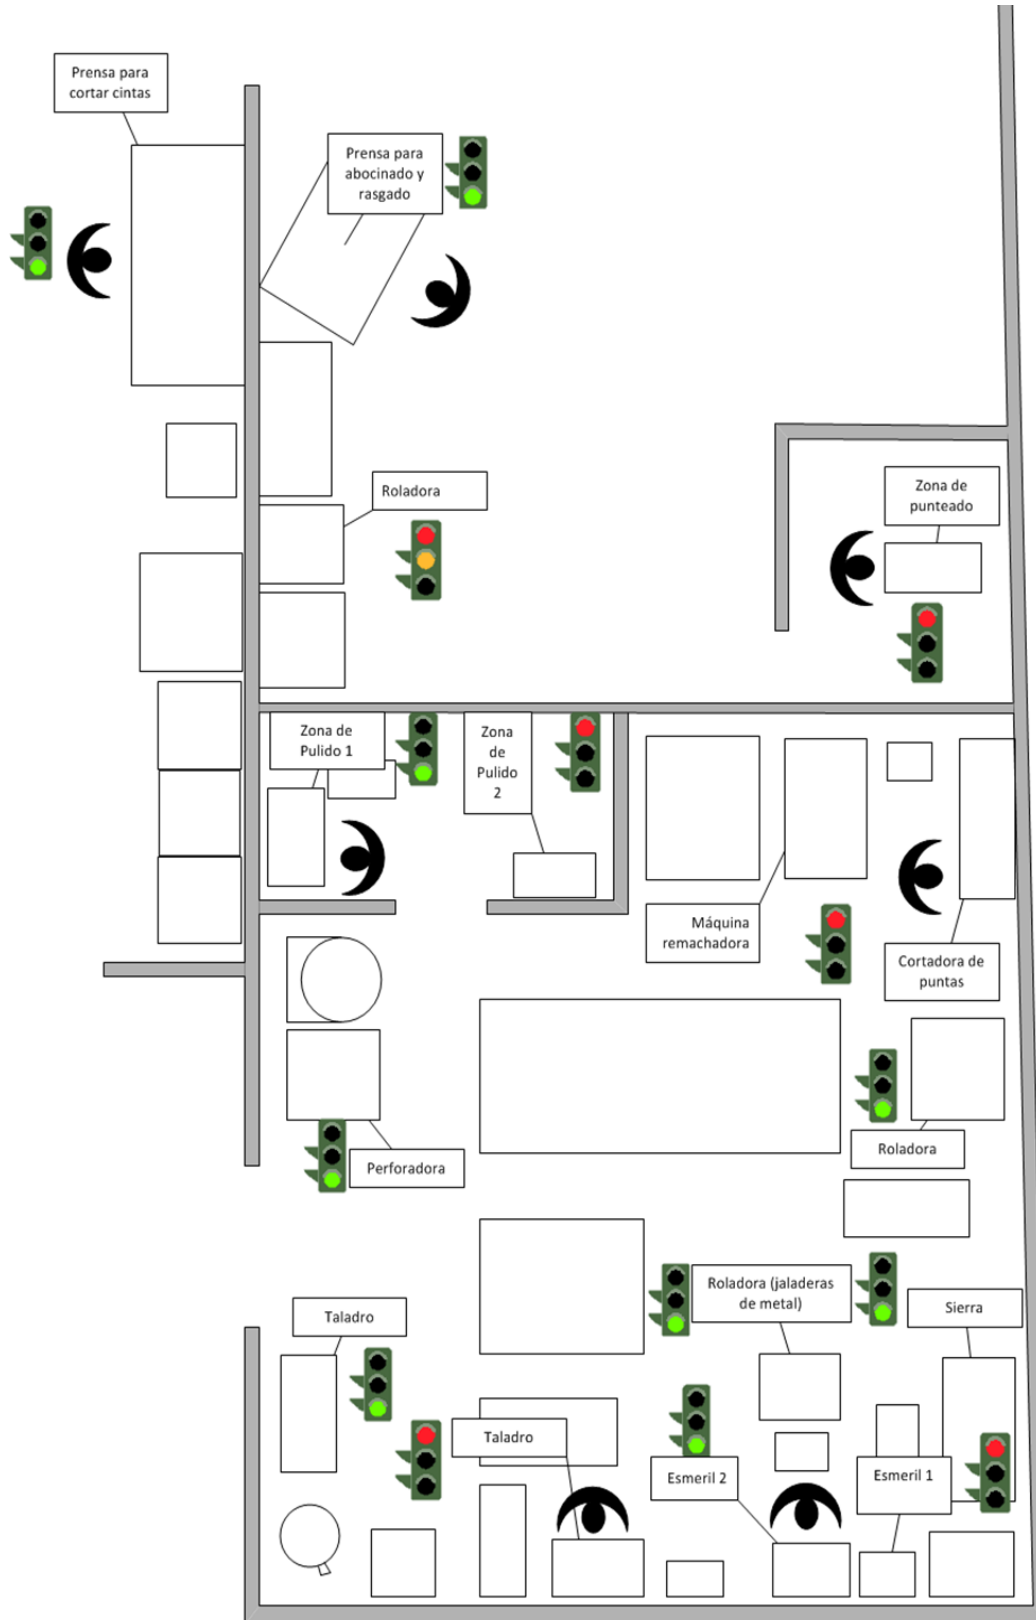 Prensa para
cortar cintas
Prensa para
abocinado y
rasgado
Roladora
Zona de
punteado
Zona de
Pulido 1
Zona
de
Pulido
2
Máquina
remachadora
Cortadora de
puntas
Roladora
Perforadora
Roladora (jaladeras
de metal)
Sierra
Taladro
Taladro
Esmeril 2
Esmeril 1